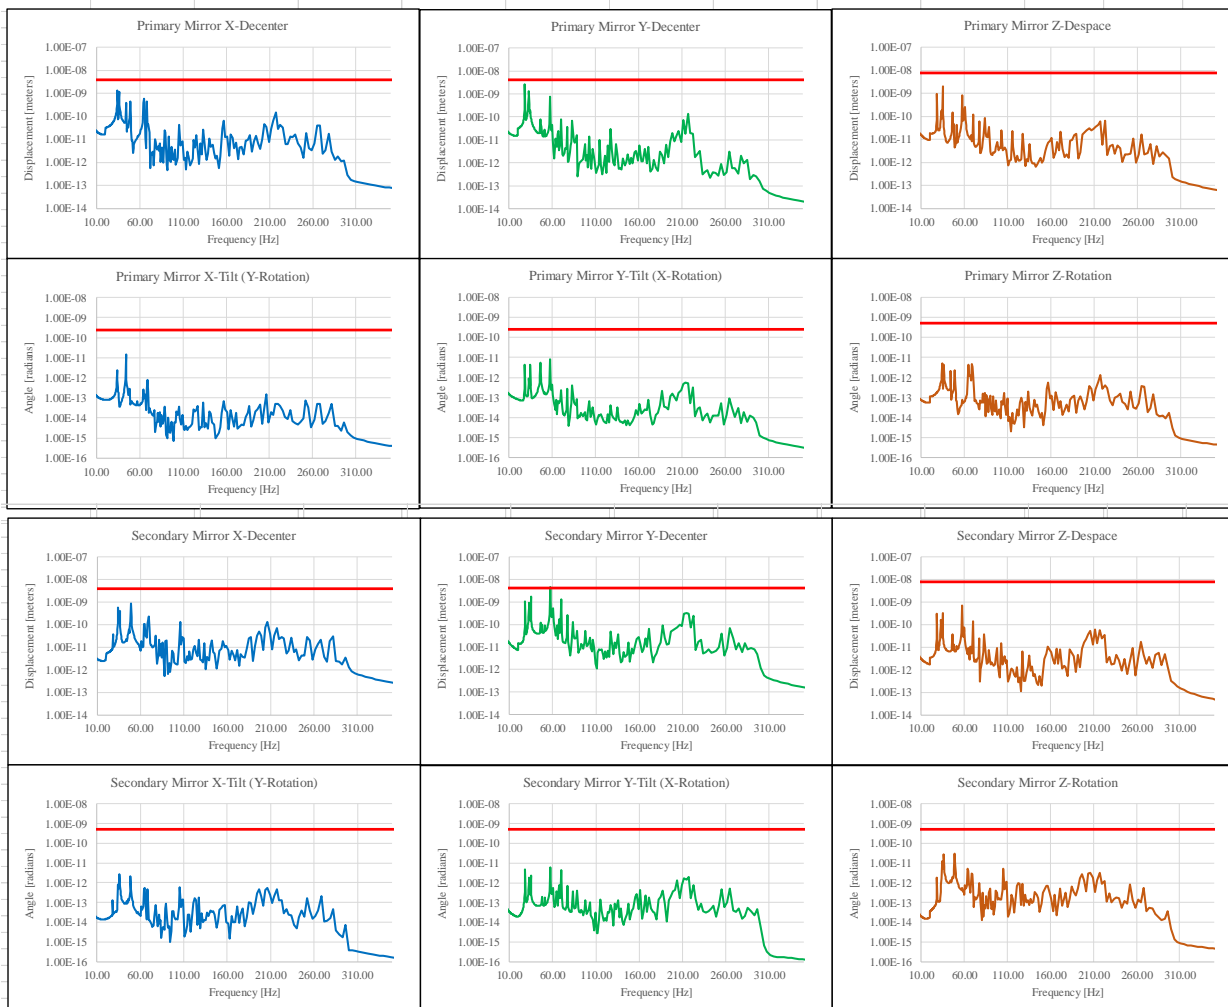 Primary Mirror X-Decenter
Displacement [meters]
1.00E-07
1.00E-08
1.00E-09
1.00E-10
1.00E-11
1.00E-12
1.00E-13
1.00E-14
10.00 60.00 110.00 160.00 210.00 260.00 310.00
Frequency [Hz]
Primary Mirror Y-Decenter
Displacement [meters]
1.00E-07
1.00E-08
1.00E-09
1.00E-10
1.00E-11
1.00E-12
1.00E-13
1.00E-14
10.00 60.00 110.00 160.00 210.00 260.00 310.00
Frequency [Hz]
Primary Mirror Z-Despace
Displacement [meters]
1.00E-07
1.00E-08
1.00E-09
1.00E-10
1.00E-11
1.00E-12
1.00E-13
1.00E-14
10.00 60.00 110.00 160.00 210.00 260.00 310.00
Frequency [Hz]
Primary Mirror X-Tilt (Y-Rotation)
Angle [radians]
1.00E-08
1.00E-09
1.00E-10
1.00E-11
1.00E-12
1.00E-13
1.00E-14
1.00E-15
1.00E-16
10.00 60.00 110.00 160.00 210.00 260.00 310.00
Frequency [Hz]
Primary Mirror Y-Tilt (X-Rotation)
Angle [radians]
1.00E-08
1.00E-09
1.00E-10
1.00E-11
1.00E-12
1.00E-13
1.00E-14
1.00E-15
1.00E-16
10.00 60.00 110.00 160.00 210.00 260.00 310.00
Frequency [Hz]
Primary Mirror Z-Rotation
Angle [radians]
1.00E-08
1.00E-09
1.00E-10
1.00E-11
1.00E-12
1.00E-13
1.00E-14
1.00E-15
1.00E-16
10.00 60.00 110.00 160.00 210.00 260.00 310.00
Frequency [Hz]
Secondary Mirror X-Decenter
Displacement [meters]
1.00E-07
1.00E-08
1.00E-09
1.00E-10
1.00E-11
1.00E-12
1.00E-13
1.00E-14
10.00 60.00 110.00 160.00 210.00 260.00 310.00
Frequency [Hz]
Secondary Mirror Y-Decenter
Displacement [meters]
1.00E-07
1.00E-08
1.00E-09
1.00E-10
1.00E-11
1.00E-12
1.00E-13
1.00E-14
10.00 60.00 110.00 160.00 210.00 260.00 310.00
Frequency [Hz]
Secondary Mirror Z-Despace
Displacement [meters]
1.00E-07
1.00E-08
1.00E-09
1.00E-10
1.00E-11
1.00E-12
1.00E-13
1.00E-14
10.00 60.00 110.00 160.00 210.00 260.00 310.00
Frequency [Hz]
Secondary Mirror X-Tilt (Y-Rotation)
Angle [radians]
1.00E-08
1.00E-09
1.00E-10
1.00E-11
1.00E-12
1.00E-13
1.00E-14
1.00E-15
1.00E-16
10.00 60.00 110.00 160.00 210.00 260.00 310.00
Frequency [Hz]
Secondary Mirror Y-Tilt (X-Rotation)
Angle [radians]
1.00E-08
1.00E-09
1.00E-10
1.00E-11
1.00E-12
1.00E-13
1.00E-14
1.00E-15
1.00E-16
10.00 60.00 110.00 160.00 210.00 260.00 310.00
Frequency [Hz]
Secondary Mirror Z-Rotation
Angle [radians]
1.00E-08
1.00E-09
1.00E-10
1.00E-11
1.00E-12
1.00E-13
1.00E-14
1.00E-15
1.00E-16
10.00 60.00 110.00 160.00 210.00 260.00 310.00
Frequency [Hz]